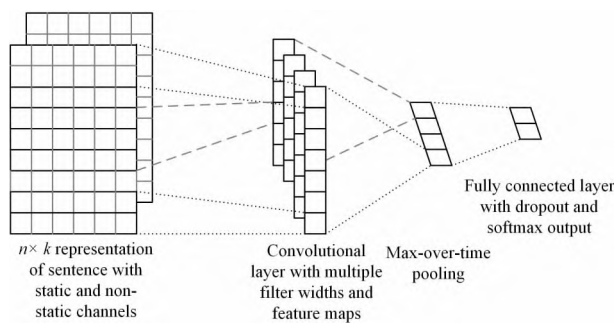 n× k representation
of sentence with
static and non-
static channels
Convolutional
layer with multiple
filter widths and
feature maps
Max-over-time
pooling
Fully connected layer
with dropout and
softmax output